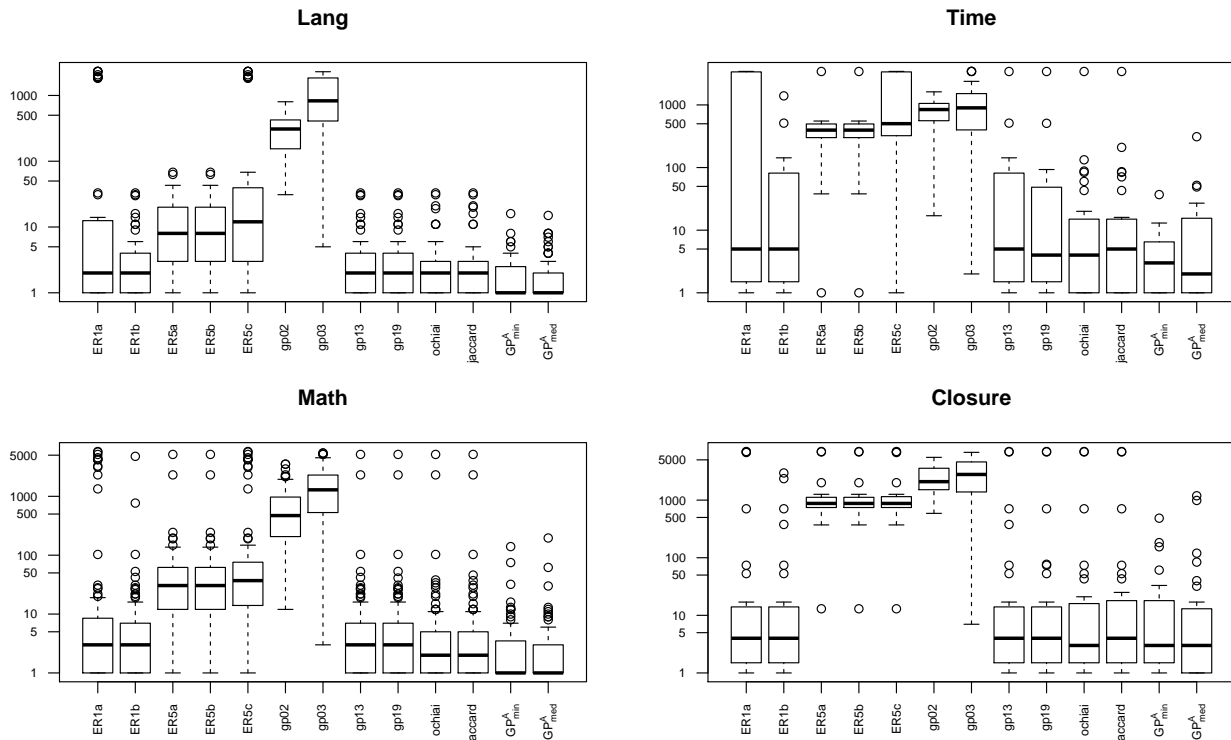 Lang
1000
500
100
50
10
5
1
ER1a
ER1b
ER5a
ER5b
ER5c
gp02
gp03
gp13
gp19
ochiai
jaccard
GP^A_min
GP^A_med
Time
1000
500
100
50
10
5
1
ER1a
ER1b
ER5a
ER5b
ER5c
gp02
gp03
gp13
gp19
ochiai
jaccard
GP^A_min
GP^A_med
Math
5000
1000
500
100
50
10
5
1
ER1a
ER1b
ER5a
ER5b
ER5c
gp02
gp03
gp13
gp19
ochiai
jaccard
GP^A_min
GP^A_med
Closure
5000
1000
500
100
50
10
5
1
ER1a
ER1b
ER5a
ER5b
ER5c
gp02
gp03
gp13
gp19
ochiai
jaccard
GP^A_min
GP^A_med